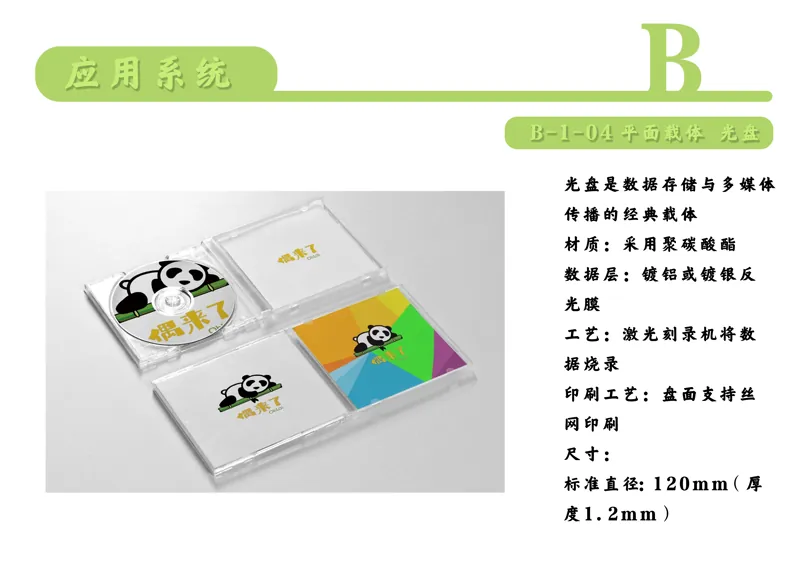 应用系统
B
B-1-04 平面载体 光盘
光盘是数据存储与多媒体
传播的经典载体
材质：采用聚碳酸酯
数据层：镀铝或镀银反
光膜
工艺：激光刻录机将数
据烧录
印刷工艺：盘面支持丝
网印刷
尺寸：
标准直径：120mm（厚
度1.2mm）
偶来了
偶来了
偶来了
偶来了